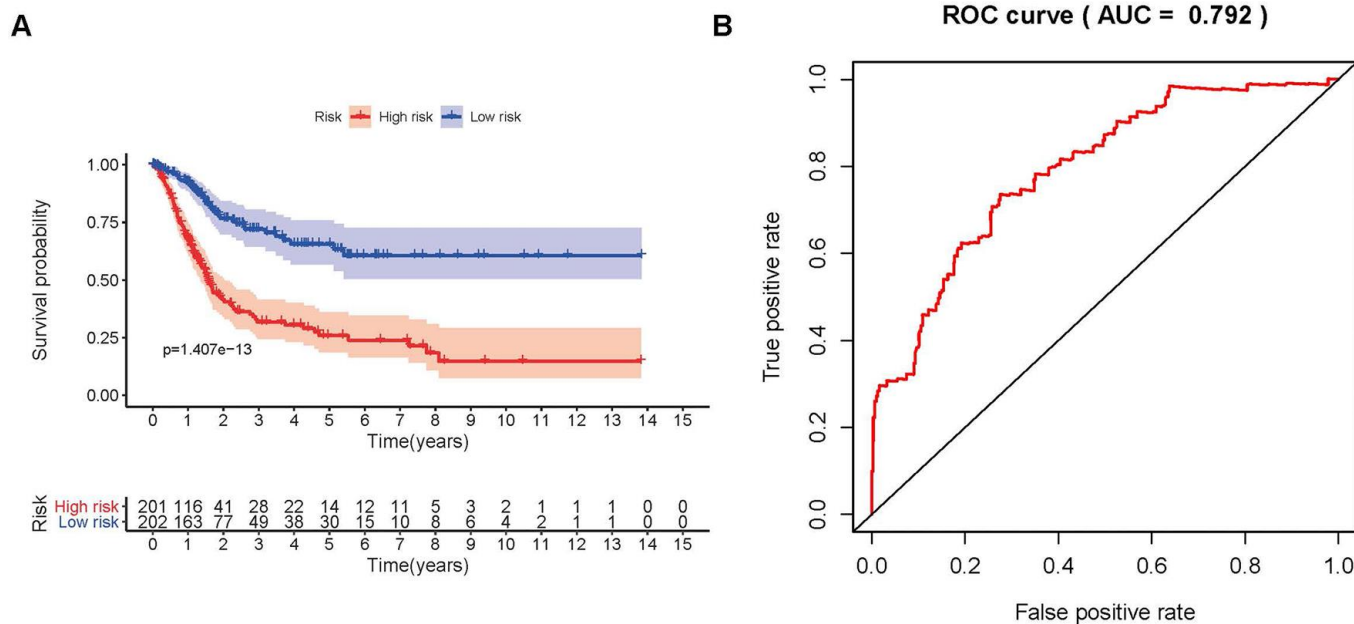 A
Risk High risk Low risk
Survival probability
1.00
0.75
0.50
0.25
0.00
p=1.407e−13
0 1 2 3 4 5 6 7 8 9 10 11 12 13 14 15
Time(years)
Risk
High risk 201 116 41 28 22 14 12 11 5 3 2 1 1 1 0 0
Low risk 202 163 77 49 38 30 15 10 8 6 4 2 1 1 0 0
0 1 2 3 4 5 6 7 8 9 10 11 12 13 14 15
Time(years)
B
ROC curve ( AUC = 0.792 )
True positive rate
1.0
0.8
0.6
0.4
0.2
0.0
0.0 0.2 0.4 0.6 0.8 1.0
False positive rate